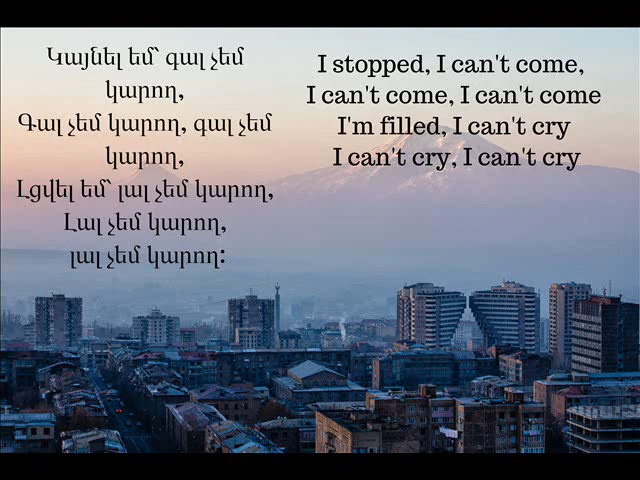 Կայնել եմ՝ գալ չեմ
կարող,
Գալ չեմ կարող, գալ չեմ
կարող,
Լցվել եմ՝ լալ չեմ կարող,
Լալ չեմ կարող,
լալ չեմ կարող:
I stopped, I can't come,
I can't come, I can't come
I'm filled, I can't cry
I can't cry, I can't cry